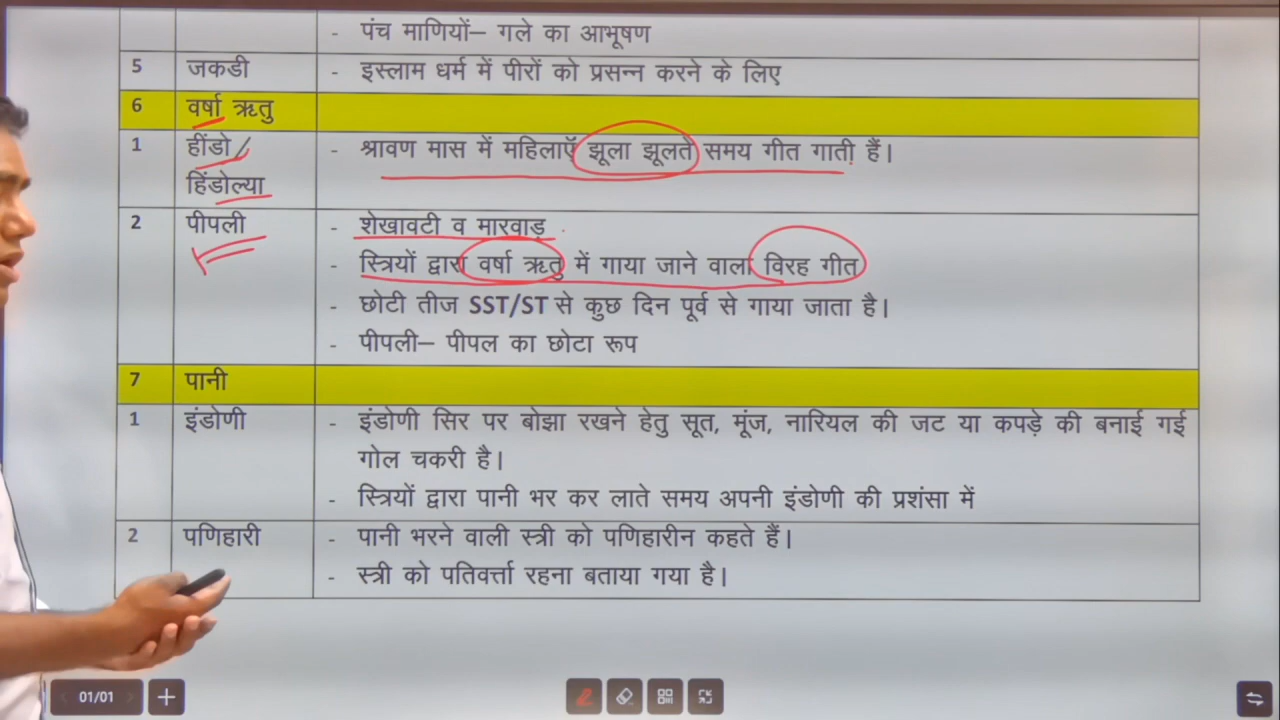 - पंच माणियों– गले का आभूषण
5 जकडी - इस्लाम धर्म में पीरों को प्रसन्न करने के लिए
6 वर्षा ऋतु
1 हींडो/ - श्रावण मास में महिलाएॅ झूला झूलते समय गीत गाती हैं।
हिंडोल्या
2 पीपली - शेखावटी व मारवाड़
- स्त्रियों द्वारा वर्षा ऋतु में गाया जाने वाला विरह गीत
- छोटी तीज SST/ST से कुछ दिन पूर्व से गाया जाता है।
- पीपली– पीपल का छोटा रूप
7 पानी
1 इंडोणी - इंडोणी सिर पर बोझा रखने हेतु सूत, मूंज, नारियल की जट या कपड़े की बनाई गई
गोल चकरी है।
- स्त्रियों द्वारा पानी भर कर लाते समय अपनी इंडोणी की प्रशंसा में
2 पणिहारी - पानी भरने वाली स्त्री को पणिहारीन कहते हैं।
- स्त्री को पतिवर्त्ता रहना बताया गया है।
01/01